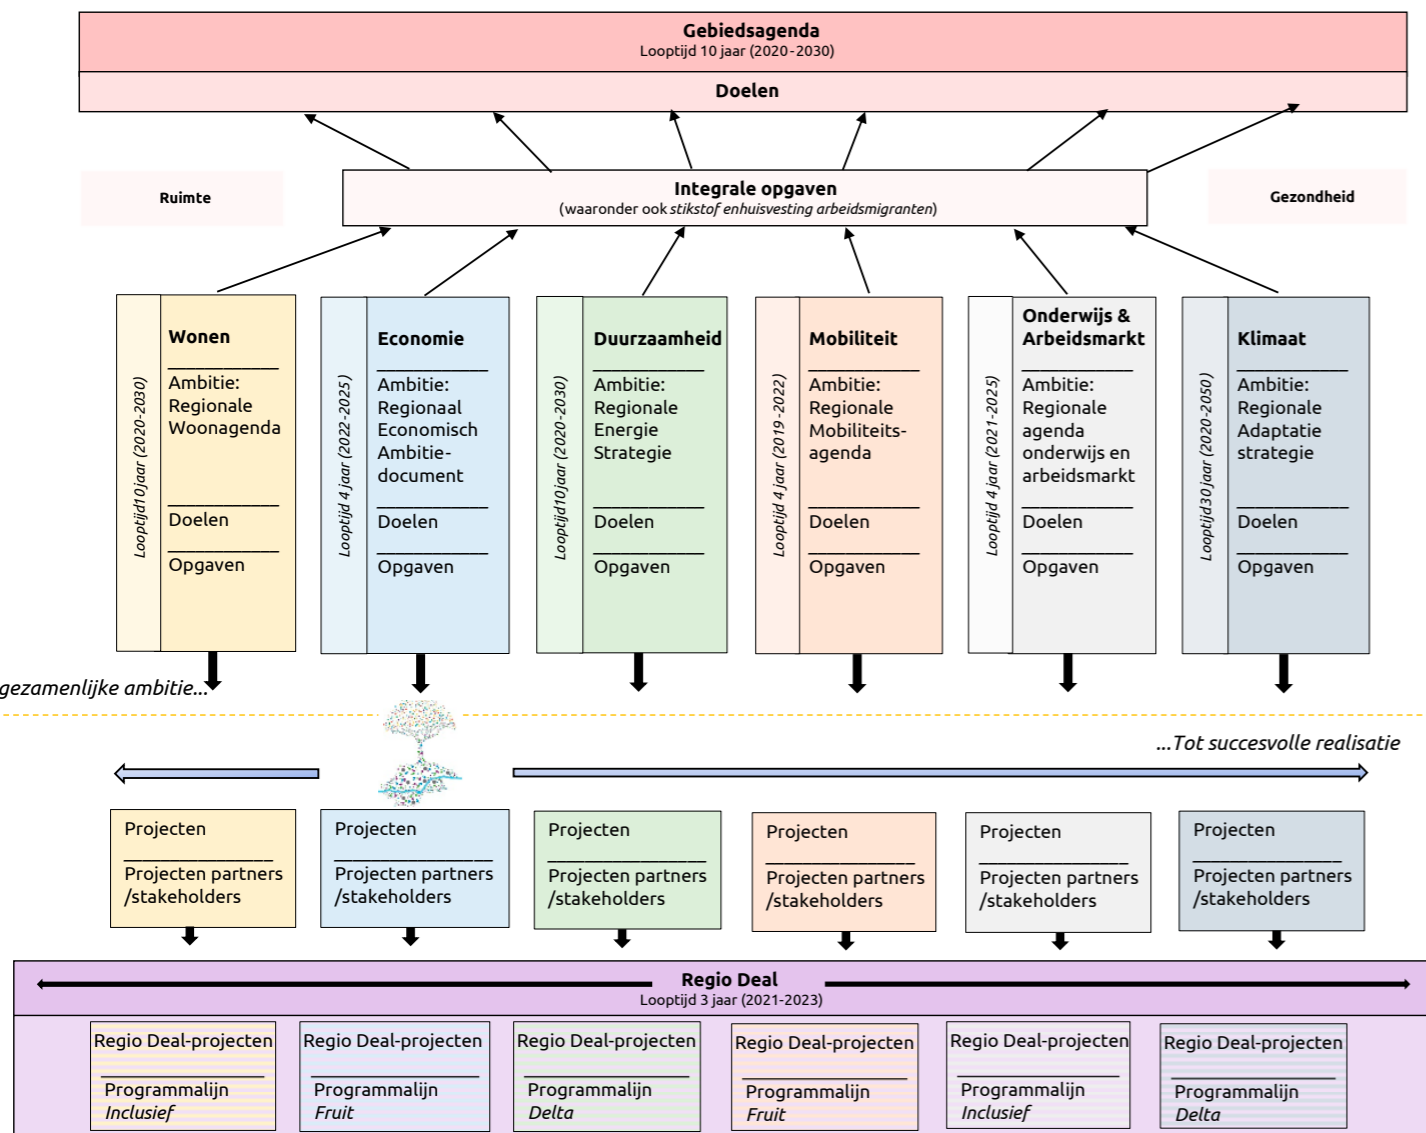 Gebiedsagenda
Looptijd 10 jaar (2020-2030)
Doelen
Ruimte
Integrale opgaven
(waaronder ook stikstof enhuisvesting arbeidsmigranten)
Gezondheid
Looptijd10 jaar (2020-2030)
Wonen
Ambitie:
Regionale
Woonagenda
Doelen
Opgaven
Looptijd 4 jaar (2022-2025)
Economie
Ambitie:
Regionaal
Economisch
Ambitie-
document
Doelen
Opgaven
Looptijd10 jaar (2020-2030)
Duurzaamheid
Ambitie:
Regionale
Energie
Strategie
Doelen
Opgaven
Looptijd 4 jaar (2019-2022)
Mobiliteit
Ambitie:
Regionale
Mobiliteits-
agenda
Doelen
Opgaven
Looptijd 4 jaar (2021-2025)
Onderwijs &
Arbeidsmarkt
Ambitie:
Regionale
agenda
onderwijs en
arbeidsmarkt
Doelen
Opgaven
Looptijd30 jaar (2020-2050)
Klimaat
Ambitie:
Regionale
Adaptatie
strategie
Doelen
Opgaven
gezamenlijke ambitie...
...Tot succesvolle realisatie
Projecten
Projecten partners
/stakeholders
Projecten
Projecten partners
/stakeholders
Projecten
Projecten partners
/stakeholders
Projecten
Projecten partners
/stakeholders
Projecten
Projecten partners
/stakeholders
Projecten
Projecten partners
/stakeholders
Regio Deal
Looptijd 3 jaar (2021-2023)
Regio Deal-projecten
Programmalijn
Inclusief
Regio Deal-projecten
Programmalijn
Fruit
Regio Deal-projecten
Programmalijn
Delta
Regio Deal-projecten
Programmalijn
Fruit
Regio Deal-projecten
Programmalijn
Inclusief
Regio Deal-projecten
Programmalijn
Delta